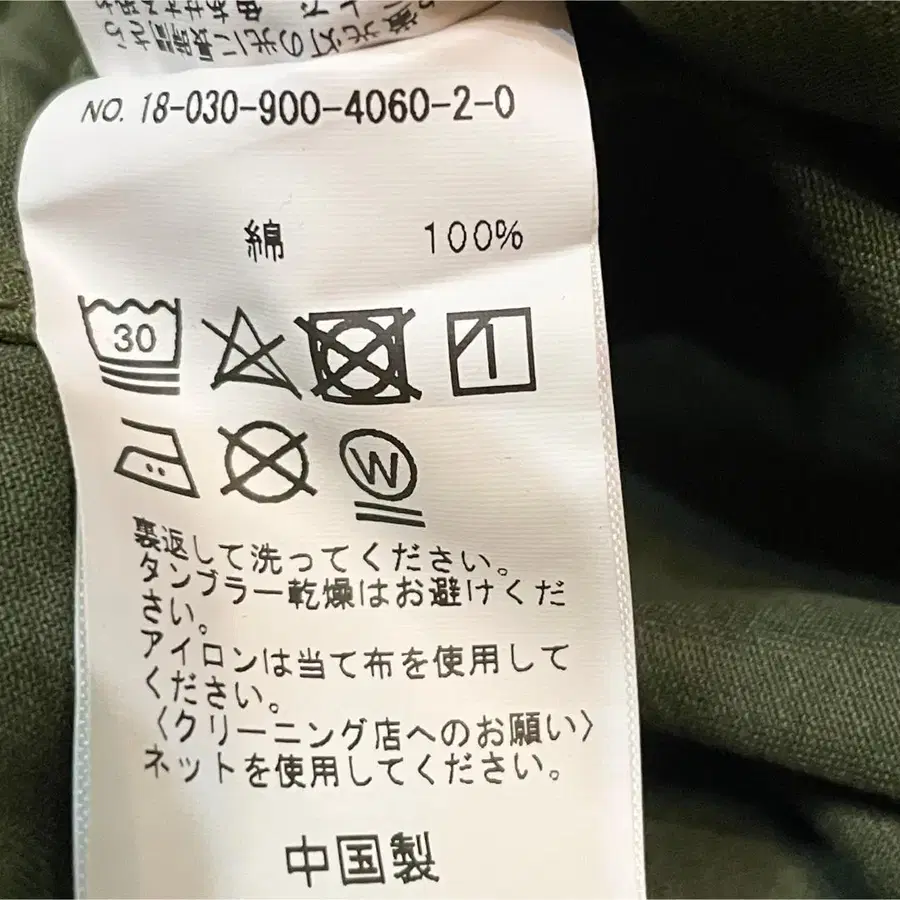 NO. 18-030-900-4060-2-0
綿 100%
30
W
裏返して洗ってください。
タンブラー乾燥はお避けくだ
さい。
アイロンは当て布を使用して
ください。
〈クリーニング店へのお願い〉
ネットを使用してください。
中国製